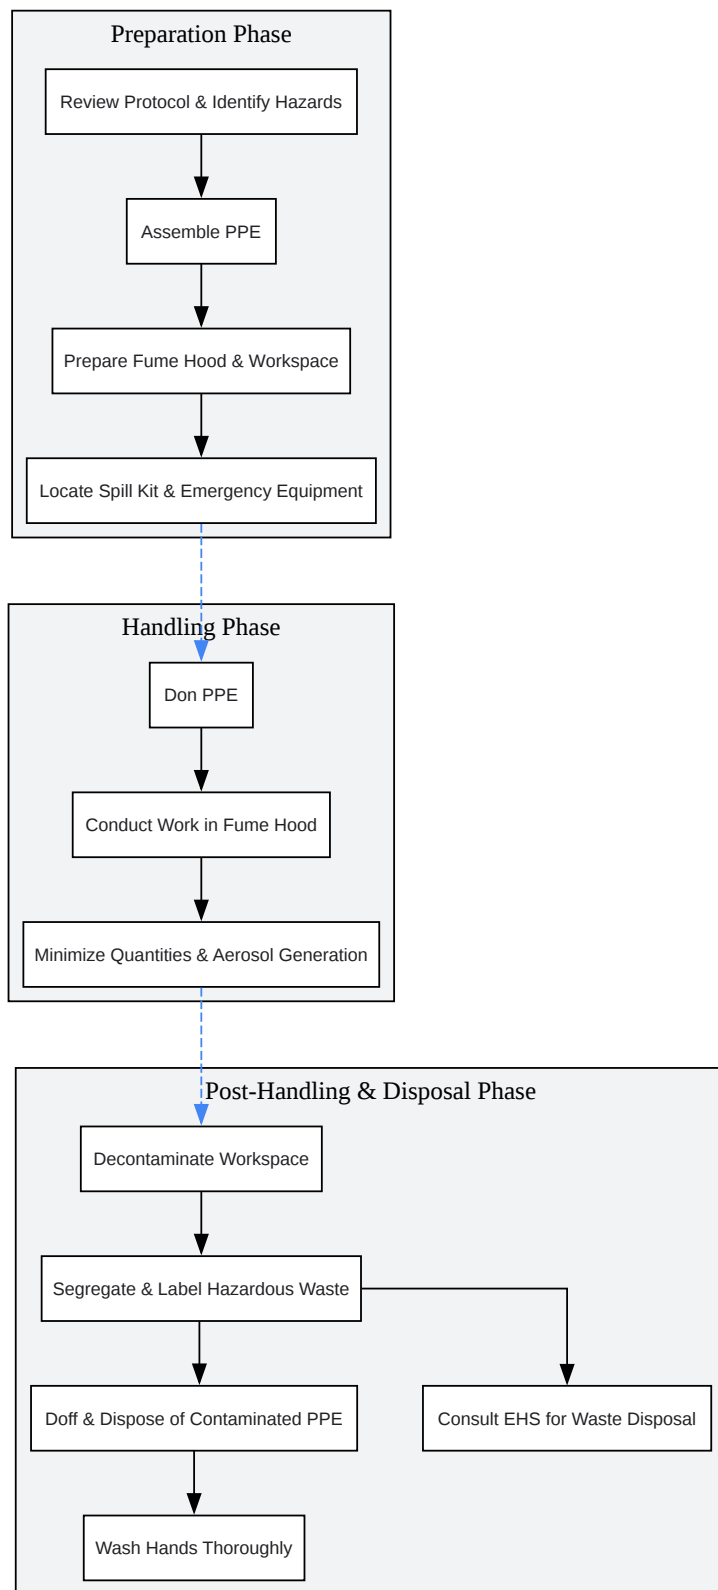 Preparation Phase
Review Protocol & Identify Hazards
Assemble PPE
Prepare Fume Hood & Workspace
Locate Spill Kit & Emergency Equipment
Handling Phase
Don PPE
Conduct Work in Fume Hood
Minimize Quantities & Aerosol Generation
Post-Handling & Disposal Phase
Decontaminate Workspace
Segregate & Label Hazardous Waste
Doff & Dispose of Contaminated PPE
Consult EHS for Waste Disposal
Wash Hands Thoroughly